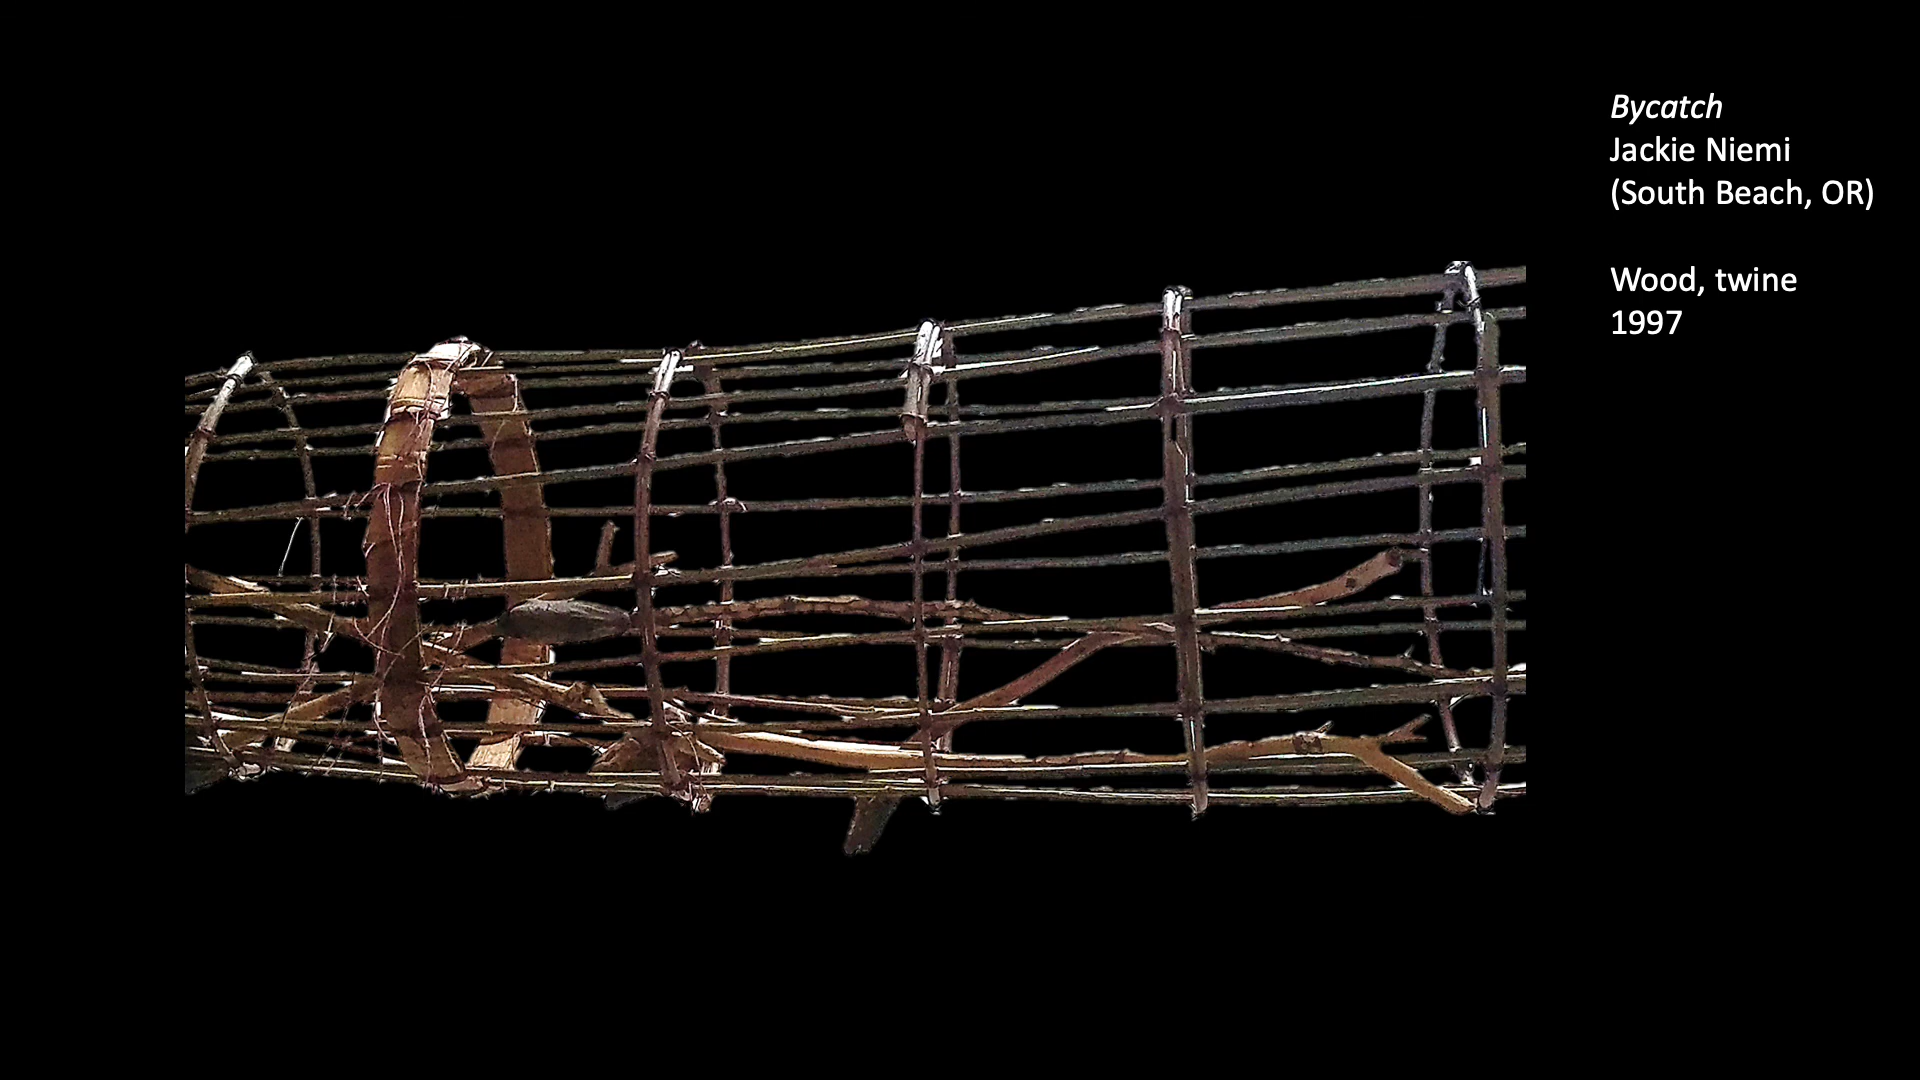 Bycatch
Jackie Niemi
(South Beach, OR)
Wood, twine
1997